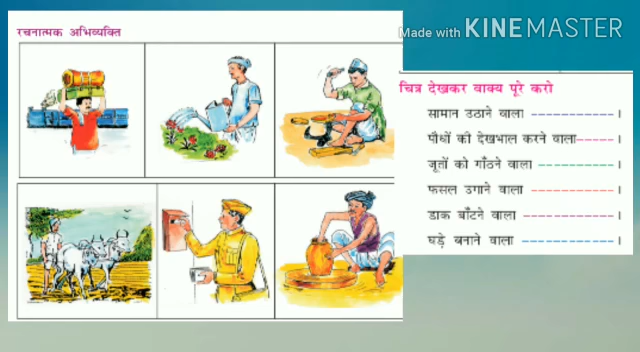 रचनात्मक अभिव्यक्ति
Made with KINEMASTER
चित्र देखकर वाक्य पूरे करो
सामान उठाने वाला ---------- ।
पौधों की देखभाल करने वाला------ ।
जूतों को गाँठने वाला ---------- ।
फसल उगाने वाला ---------- ।
डाक बाँटने वाला ---------- ।
घड़े बनाने वाला ---------- ।